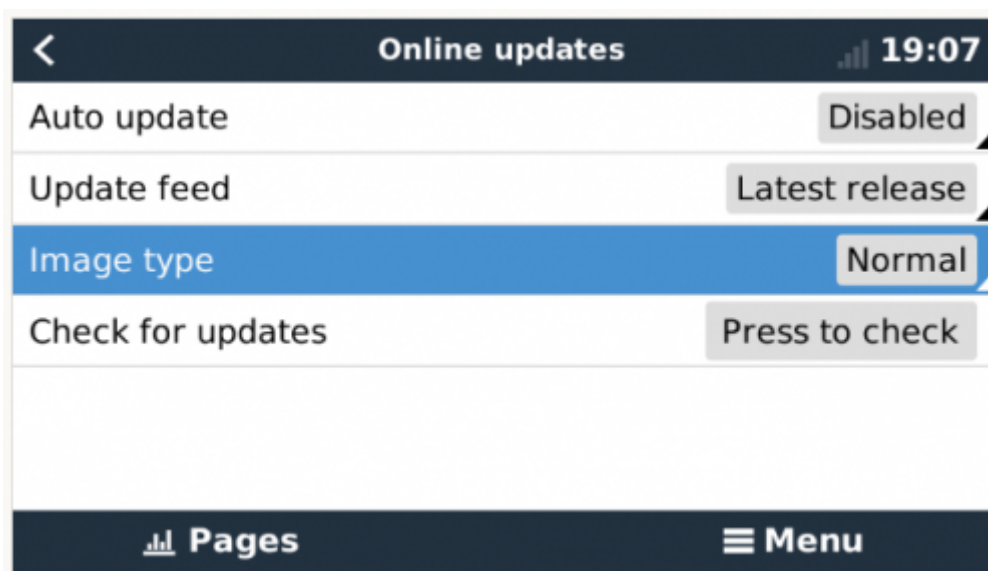 Online updates 19:07
Auto update Disabled
Update feed Latest release
Image type Normal
Check for updates Press to check
Pages Menu